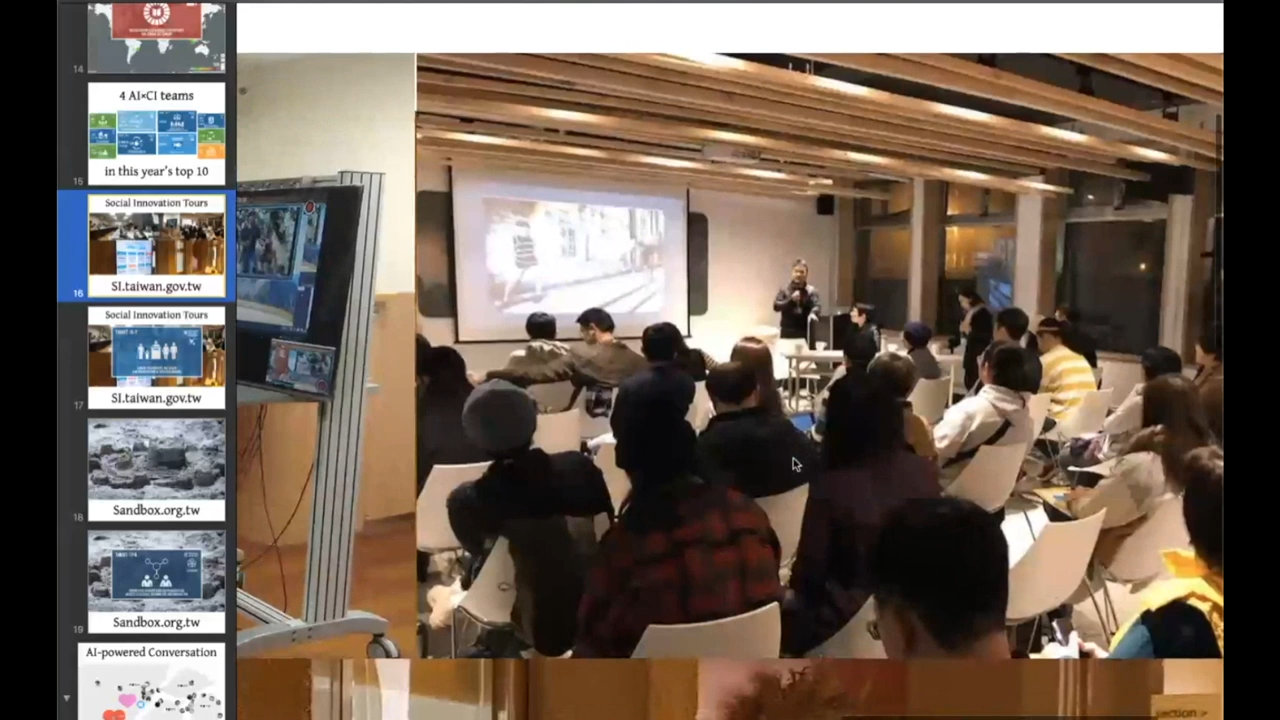 14
4 AI×CI teams
in this year's top 10
15
Social Innovation Tours
SI.taiwan.gov.tw
16
Social Innovation Tours
SI.taiwan.gov.tw
17
Sandbox.org.tw
18
Sandbox.org.tw
19
AI-powered Conversation
section